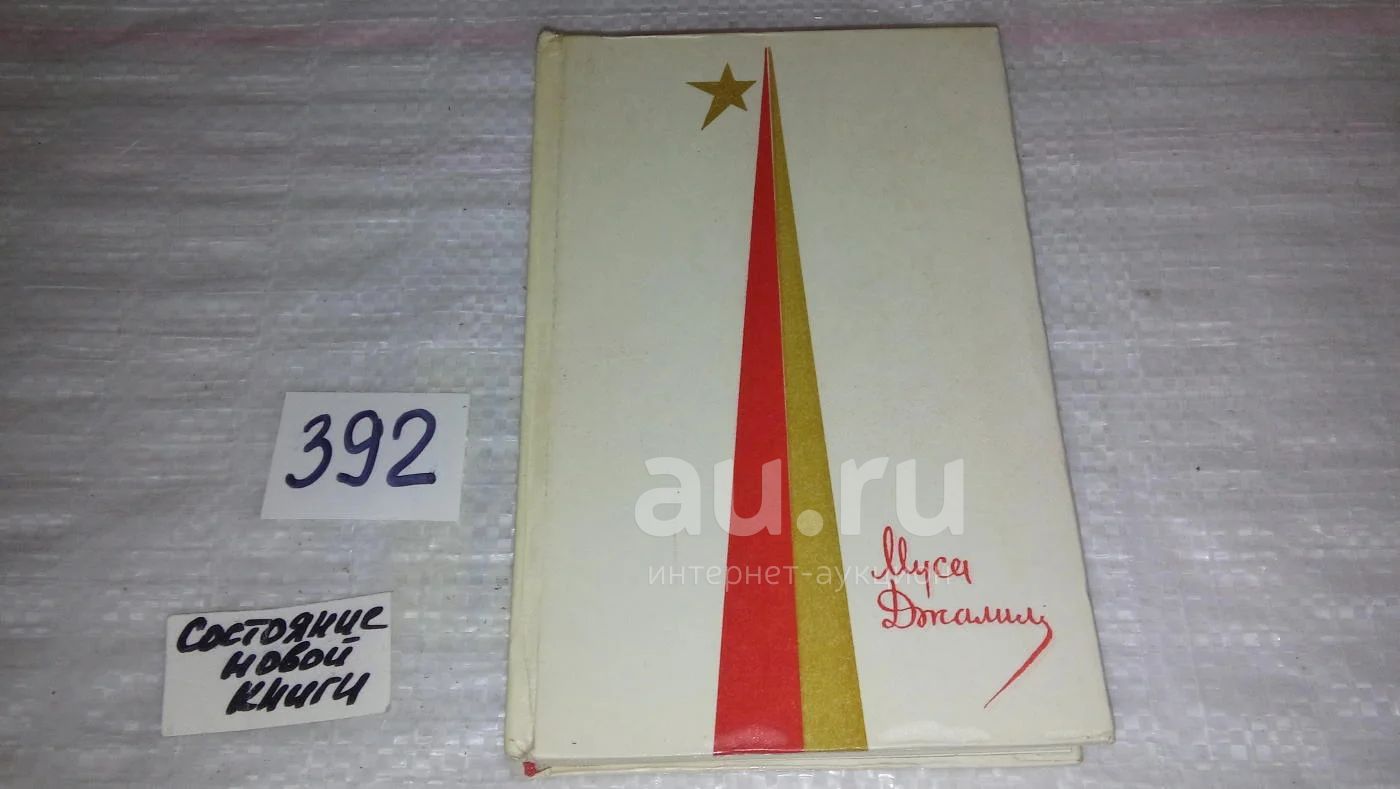 392
Состояние
новой
книги
au.ru
интернет-аукцион
Муса
Джалиль